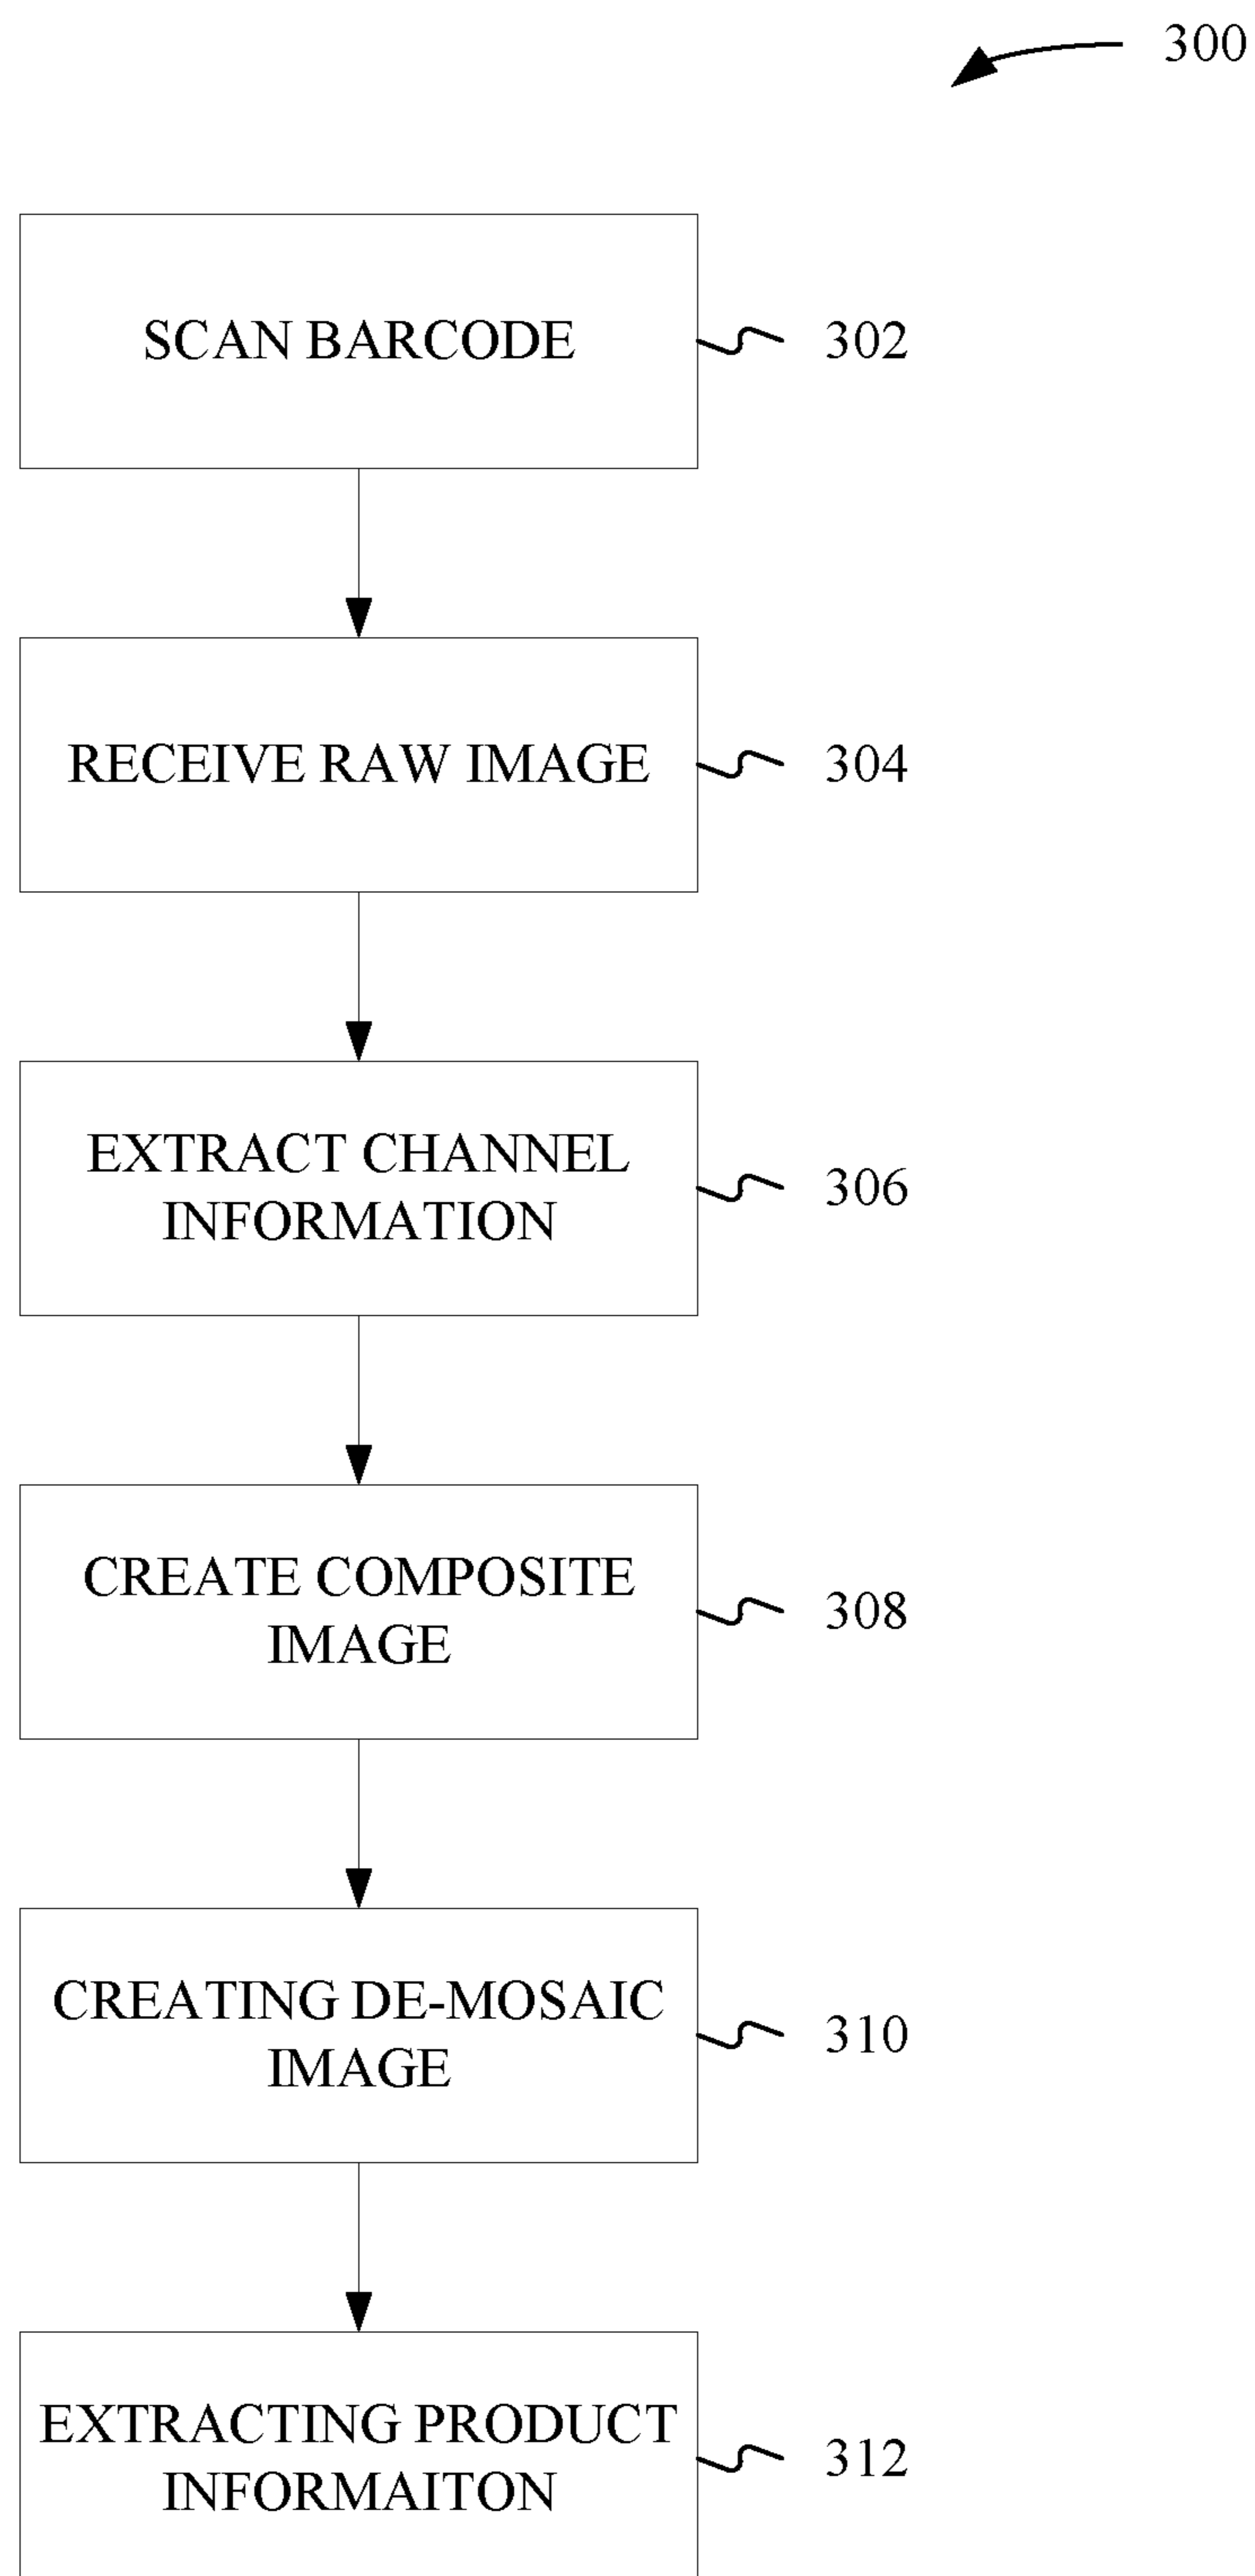 300
SCAN BARCODE
302
RECEIVE RAW IMAGE
304
EXTRACT CHANNEL
INFORMATION
306
CREATE COMPOSITE
IMAGE
308
CREATING DE-MOSAIC
IMAGE
310
EXTRACTING PRODUCT
INFORMAITON
312